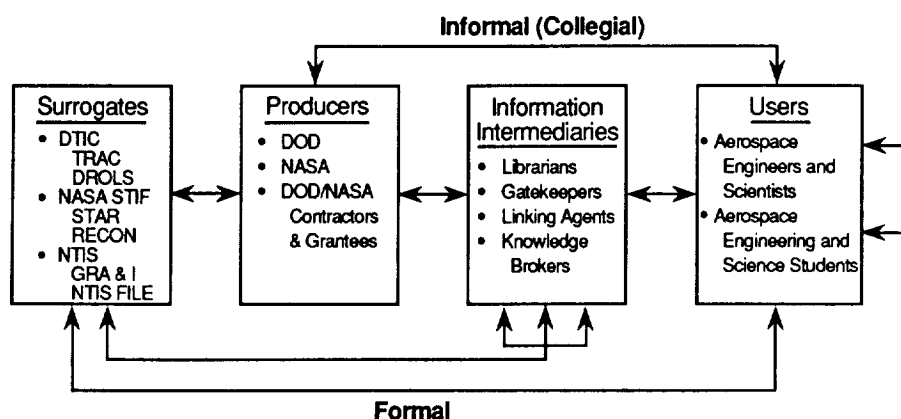 Informal (Collegial)
Surrogates
• DTIC
TRAC
DROLS
• NASA STIF
STAR
RECON
• NTIS
GRA & I
NTIS FILE
Producers
• DOD
• NASA
• DOD/NASA
Contractors
& Grantees
Information
Intermediaries
• Librarians
• Gatekeepers
• Linking Agents
• Knowledge
Brokers
Users
• Aerospace
Engineers and
Scientists
• Aerospace
Engineering and
Science Students
Formal